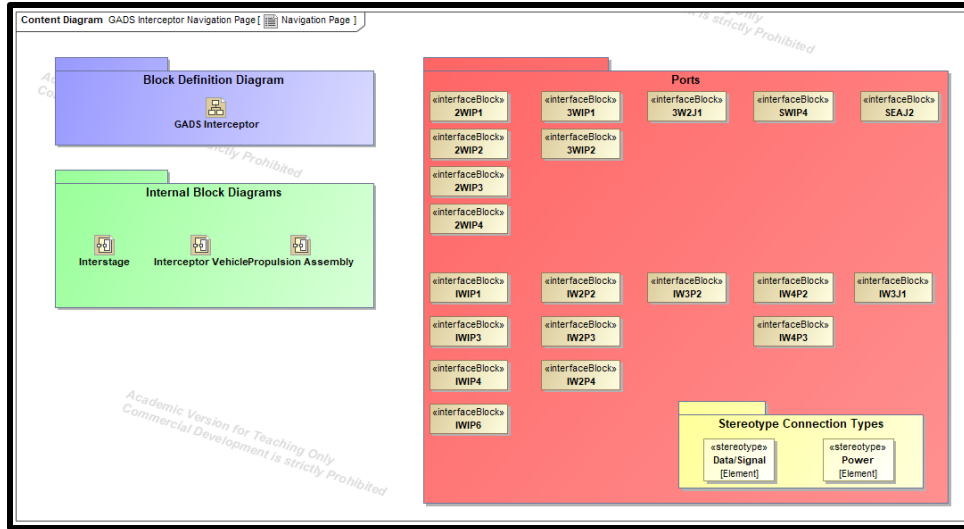 Content Diagram GADS Interceptor Navigation Page [ Navigation Page ]
Block Definition Diagram
GADS Interceptor
Internal Block Diagrams
Interstage Interceptor Vehicle Propulsion Assembly
Ports
«interfaceBlock» «interfaceBlock» «interfaceBlock» «interfaceBlock» «interfaceBlock»
2WIP1 3WIP1 3W2J1 SWIP4 SEAJ2
«interfaceBlock» «interfaceBlock»
2WIP2 3WIP2
«interfaceBlock»
2WIP3
«interfaceBlock»
2WIP4
«interfaceBlock» «interfaceBlock» «interfaceBlock» «interfaceBlock» «interfaceBlock»
IWIP1 IW2P2 IW3P2 IW4P2 IW3J1
«interfaceBlock» «interfaceBlock» «interfaceBlock»
IWIP3 IW2P3 IW4P3
«interfaceBlock» «interfaceBlock»
IWIP4 IW2P4
«interfaceBlock»
IWIP6
Stereotype Connection Types
«stereotype» «stereotype»
Data/Signal Power
[Element] [Element]
Academic Version for Teaching Only
Commercial Development is strictly Prohibited